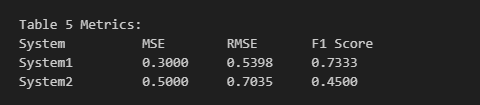 Table 5 Metrics:
System MSE RMSE F1 Score
System1 0.3000 0.5398 0.7333
System2 0.5000 0.7035 0.4500